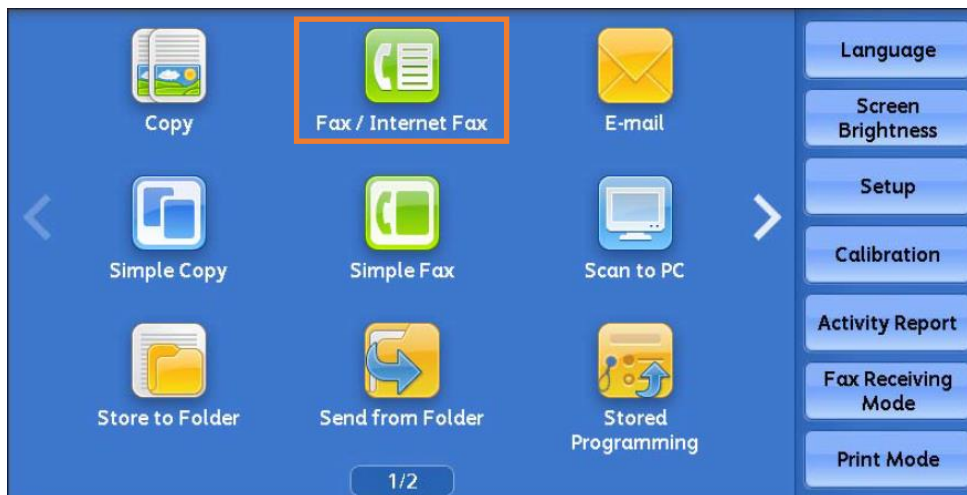 Copy
Fax / Internet Fax
E-mail
Simple Copy
Simple Fax
Scan to PC
Store to Folder
Send from Folder
Stored
Programming
1/2
Language
Screen
Brightness
Setup
Calibration
Activity Report
Fax Receiving
Mode
Print Mode